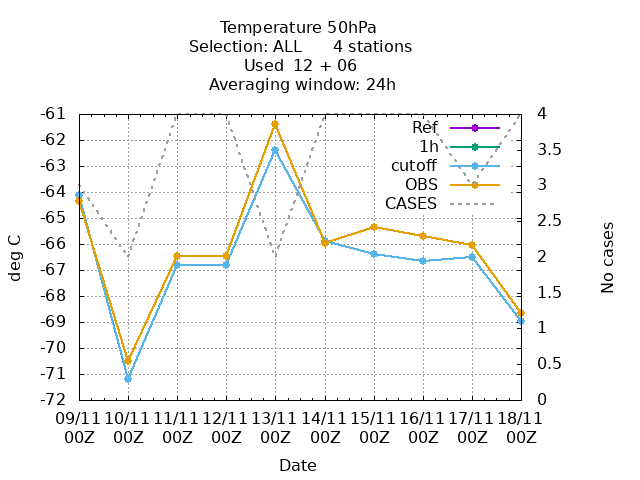 Temperature 50hPa
Selection: ALL 4 stations
Used 12 + 06
Averaging window: 24h
-61 4
-62
-63 3.5
-64 3
-65 2.5
-66 2
-67
-68 1.5
-69 1
-70
-71 0.5
-72 0
deg C
No cases
Ref
1h
cutoff
OBS
CASES
09/11 10/11 11/11 12/11 13/11 14/11 15/11 16/11 17/11 18/11
00Z 00Z 00Z 00Z 00Z 00Z 00Z 00Z 00Z 00Z
Date